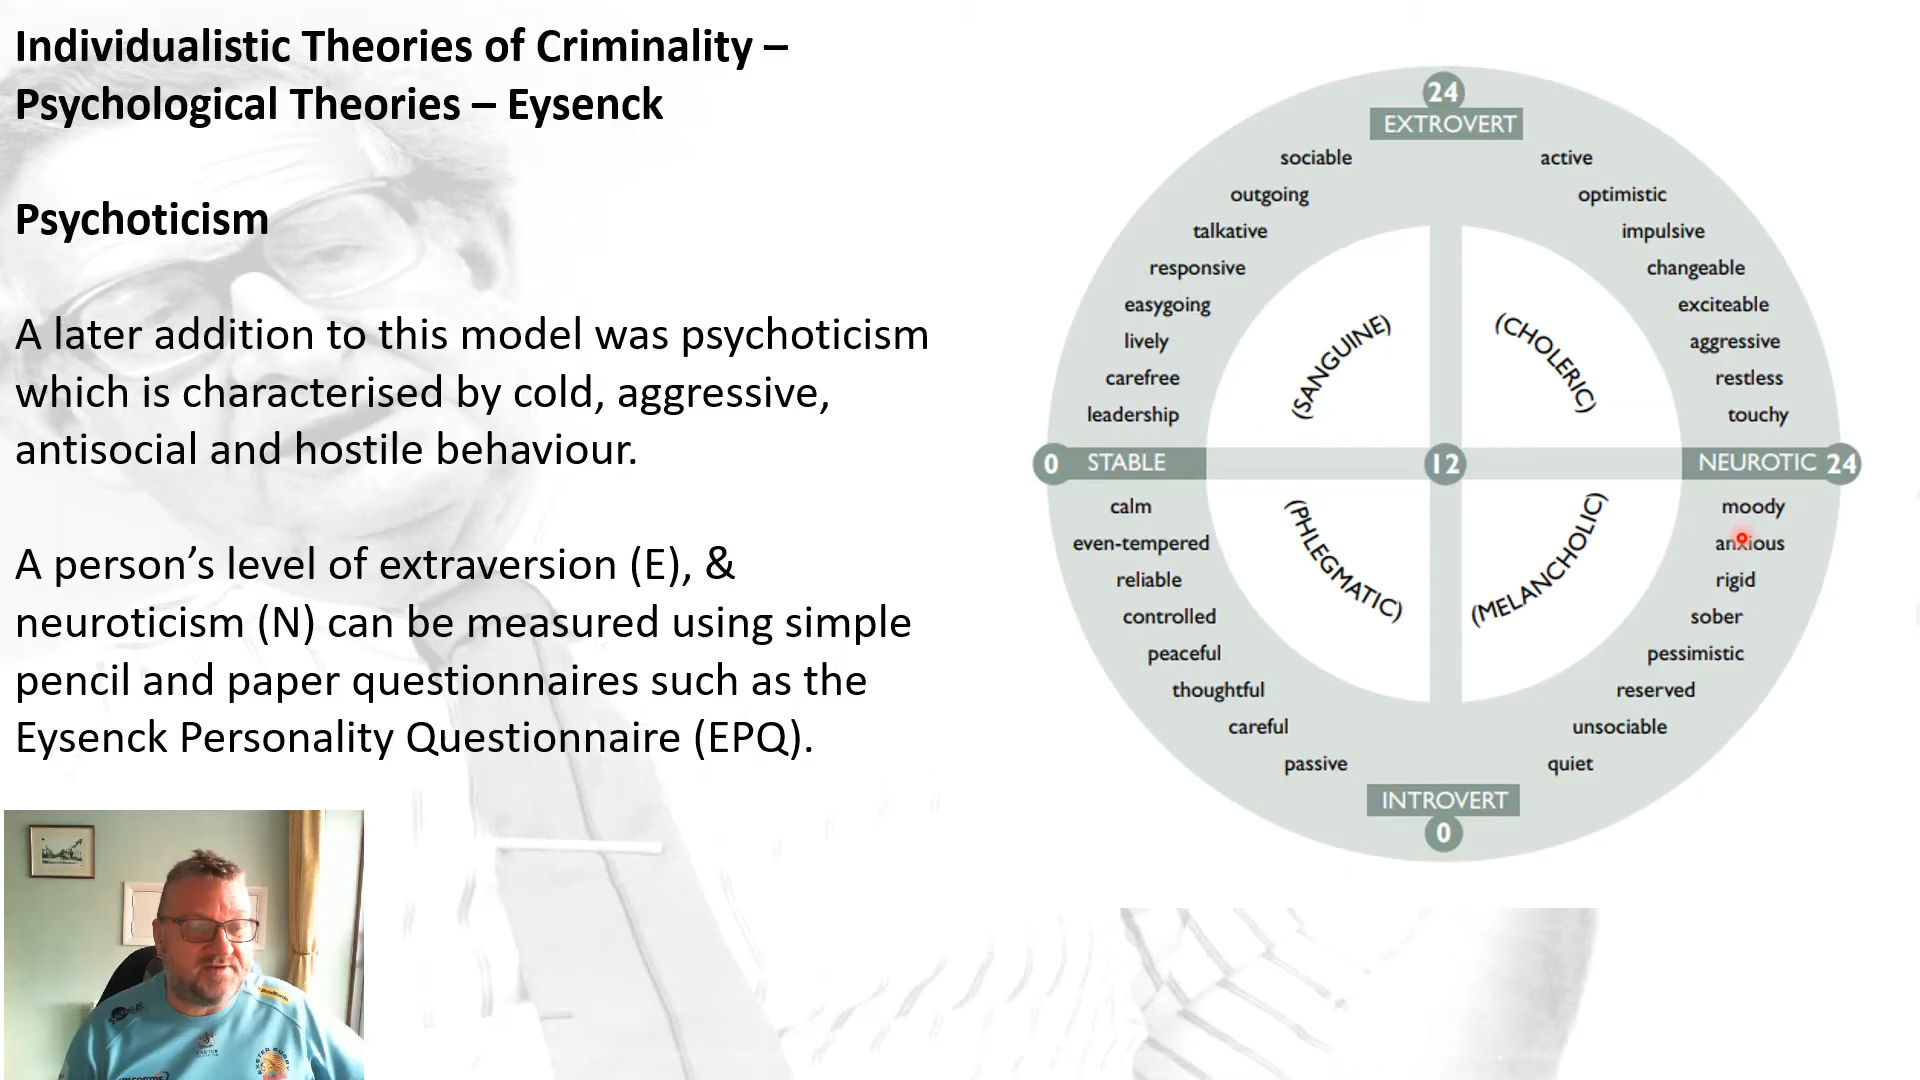 Individualistic Theories of Criminality –
Psychological Theories – Eysenck
Psychoticism
A later addition to this model was psychoticism
which is characterised by cold, aggressive,
antisocial and hostile behaviour.
A person’s level of extraversion (E), &
neuroticism (N) can be measured using simple
pencil and paper questionnaires such as the
Eysenck Personality Questionnaire (EPQ).
24
EXTROVERT
sociable
outgoing
talkative
responsive
easygoing
lively
carefree
leadership
active
optimistic
impulsive
changeable
exciteable
aggressive
restless
touchy
(SANGUINE)
(CHOLERIC)
0 STABLE
12
NEUROTIC 24
(PHLEGMATIC)
(MELANCHOLIC)
calm
even-tempered
reliable
controlled
peaceful
thoughtful
careful
passive
moody
anxious
rigid
sober
pessimistic
reserved
unsociable
quiet
INTROVERT
0